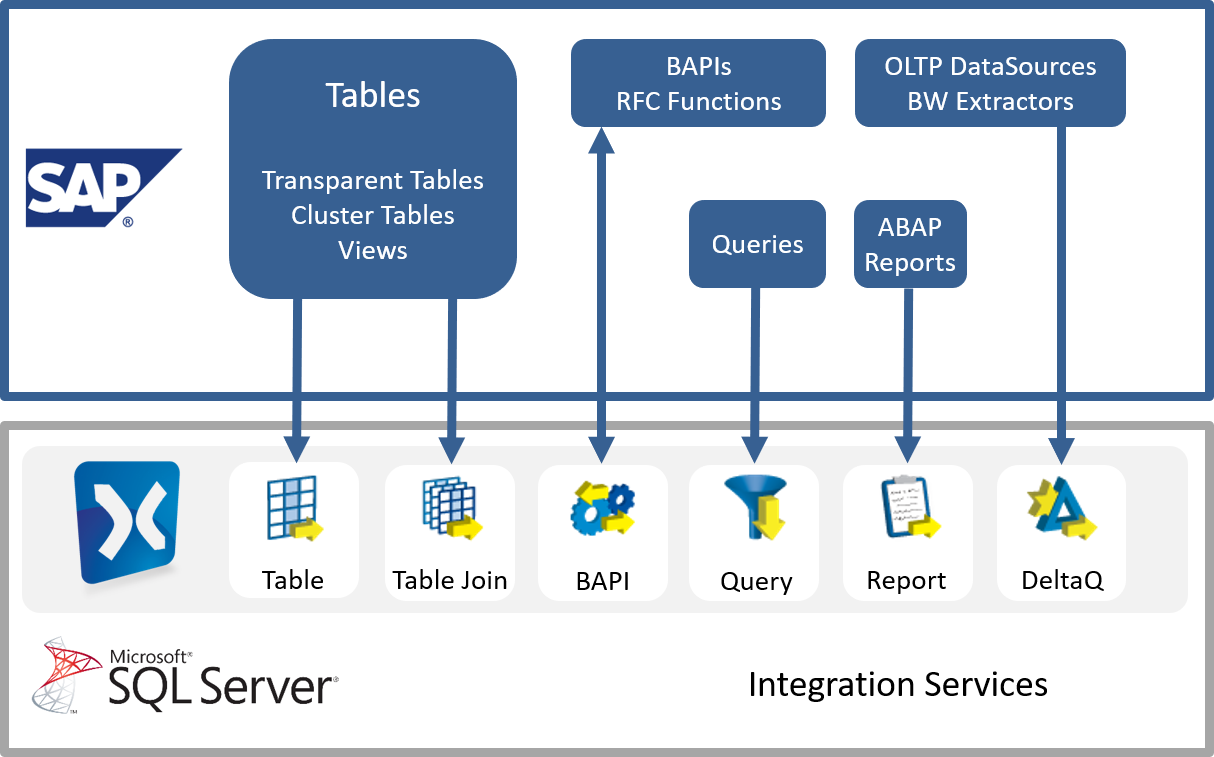 SAP
®
Tables
Transparent Tables
Cluster Tables
Views
BAPIs
RFC Functions
OLTP DataSources
BW Extractors
Queries
ABAP
Reports
Table
Table Join
BAPI
Query
Report
DeltaQ
Microsoft®
SQL Server®
™
Integration Services